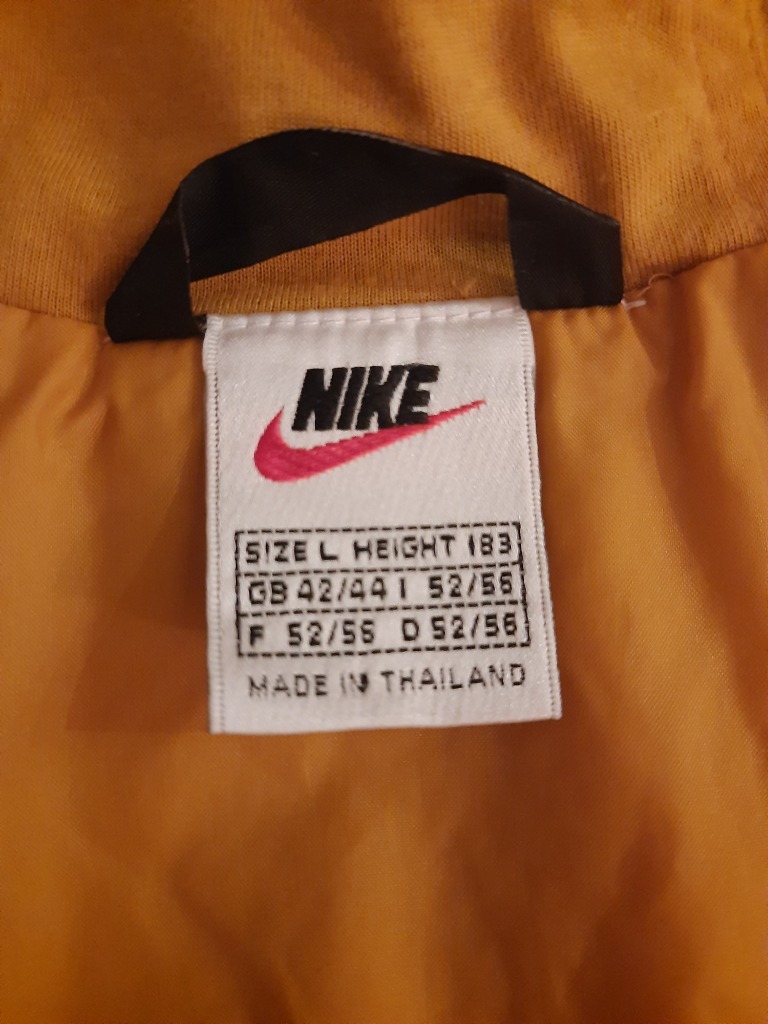 NIKE
SIZE L HEIGHT 183
GB 42/44 I 52/56
F 52/56 D 52/56
MADE IN THAILAND